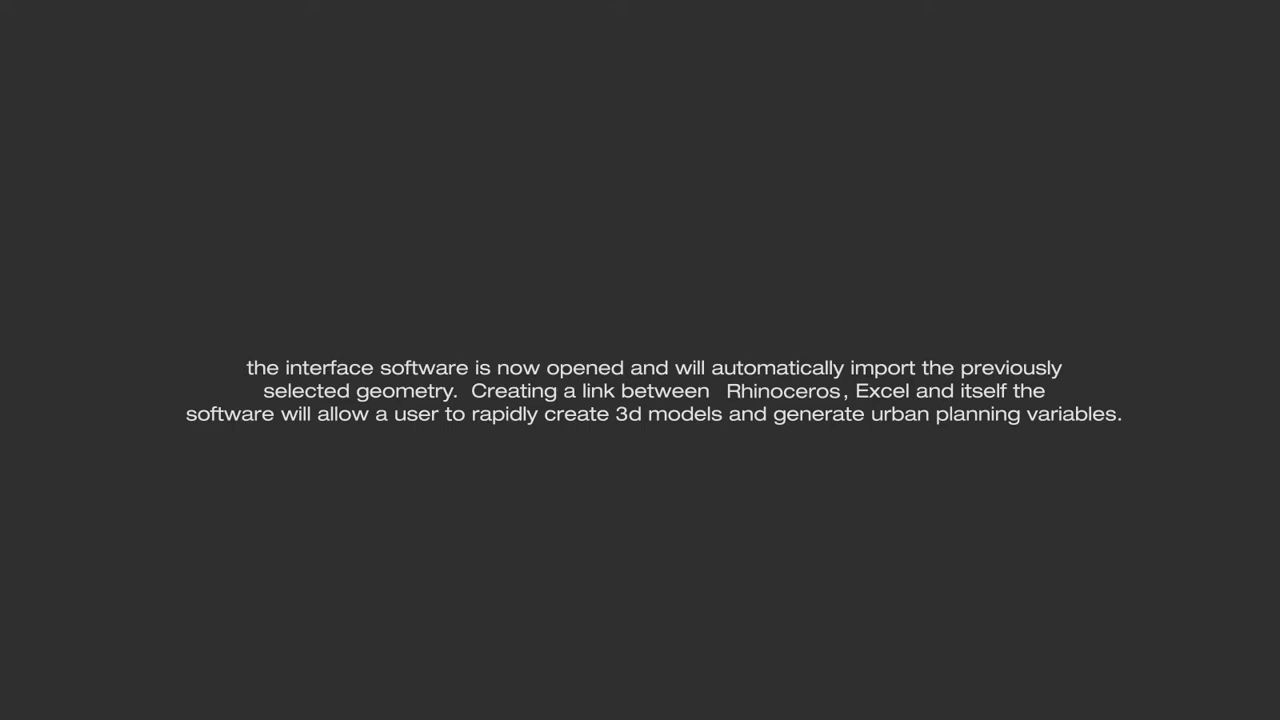 the interface software is now opened and will automatically import the previously
selected geometry. Creating a link between Rhinoceros, Excel and itself the
software will allow a user to rapidly create 3d models and generate urban planning variables.